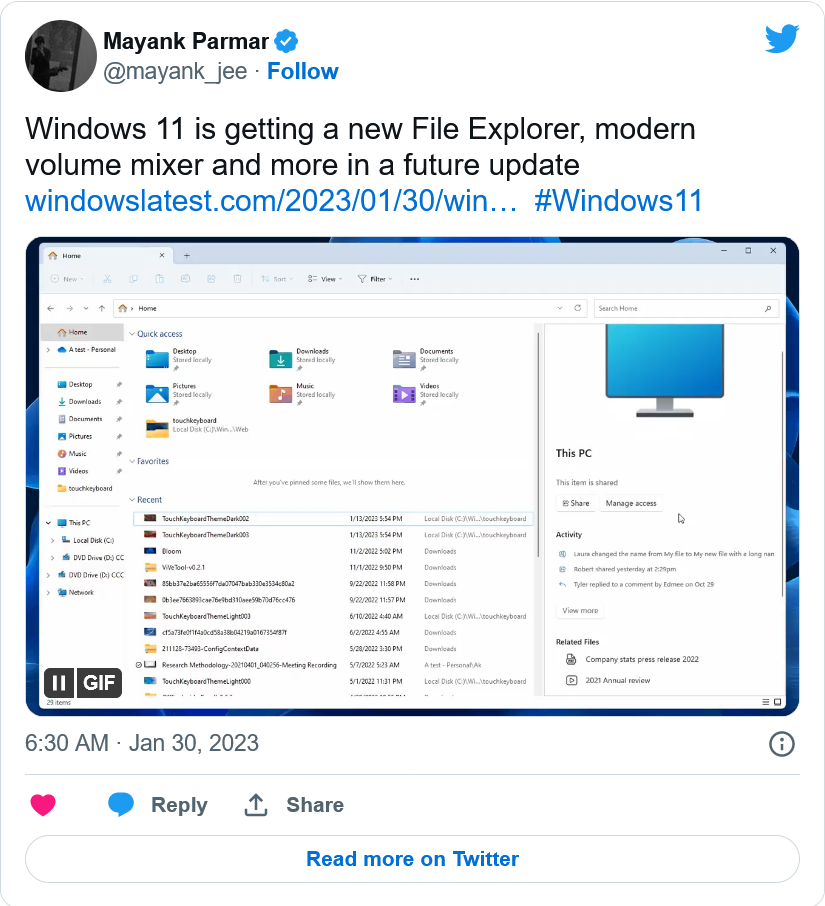 Mayank Parmar
@mayank_jee · Follow
Windows 11 is getting a new File Explorer, modern
volume mixer and more in a future update
windowslatest.com/2023/01/30/win… #Windows11
Home
New
Sort
View
Filter
Home
Search Home
Home
A test - Personal
Desktop
Downloads
Documents
Pictures
Music
Videos
touchkeyboard
This PC
Local Disk (C:)
DVD Drive (D:) CC
DVD Drive (D:) CCC
Network
Quick access
Desktop
Stored locally
Downloads
Stored locally
Documents
Stored locally
Pictures
Stored locally
Music
Stored locally
Videos
Stored locally
touchkeyboard
Local Disk (C:)\Win...\Web
Favorites
After you've pinned some files, we'll show them here.
Recent
TouchKeyboardThemeDark002 1/13/2023 5:54 PM Local Disk (C:)\Wi...\touchkeyboard
TouchKeyboardThemeDark003 1/13/2023 5:54 PM Local Disk (C:)\Wi...\touchkeyboard
Bloom 11/2/2022 5:02 PM Downloads
ViVeTool-v0.2.1 11/1/2022 9:50 PM Downloads
85bb37e2ba65556f7da07047bab330e3534c80a2 9/22/2022 11:58 PM Downloads
0b3ee7663893cae76e9bd310aee59b70d76cc476 9/22/2022 11:57 PM Downloads
TouchKeyboardThemeLight003 6/10/2022 4:40 AM Local Disk (C:)\Wi...\touchkeyboard
cf5a73fe0f1f4a0cd58a38b04219a0167354f87f 6/2/2022 4:55 AM Downloads
211128-73493-ConfigContextData 5/28/2022 3:30 PM Downloads
Research Methodology-20210401_040256-Meeting Recording 5/7/2022 5:23 AM A test - Personal\Ak
TouchKeyboardThemeLight000 5/1/2022 11:31 PM Local Disk (C:)\Wi...\touchkeyboard
29 items
This PC
This item is shared
Share Manage access
Activity
Laura changed the name from My file to My new file with a long nam
Robert shared yesterday at 2:29pm
Tyler replied to a comment by Edmee on Oct 29
View more
Related Files
Company stats press release 2022
2021 Annual review
GIF
6:30 AM · Jan 30, 2023
Reply
Share
Read more on Twitter